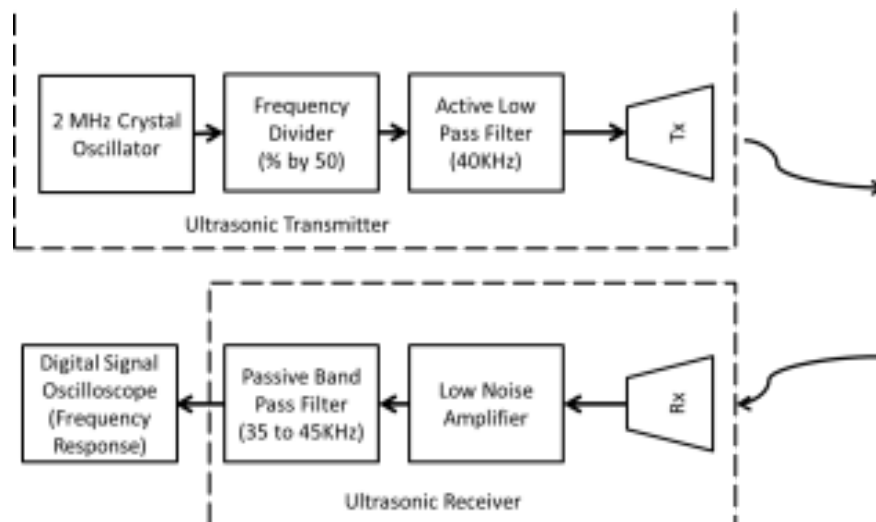 2 MHz Crystal
Oscillator
Frequency
Divider
(% by 50)
Active Low
Pass Filter
(40KHz)
Tx
Ultrasonic Transmitter
Digital Signal
Oscilloscope
(Frequency
Response)
Passive Band
Pass Filter
(35 to 45KHz)
Low Noise
Amplifier
Rx
Ultrasonic Receiver